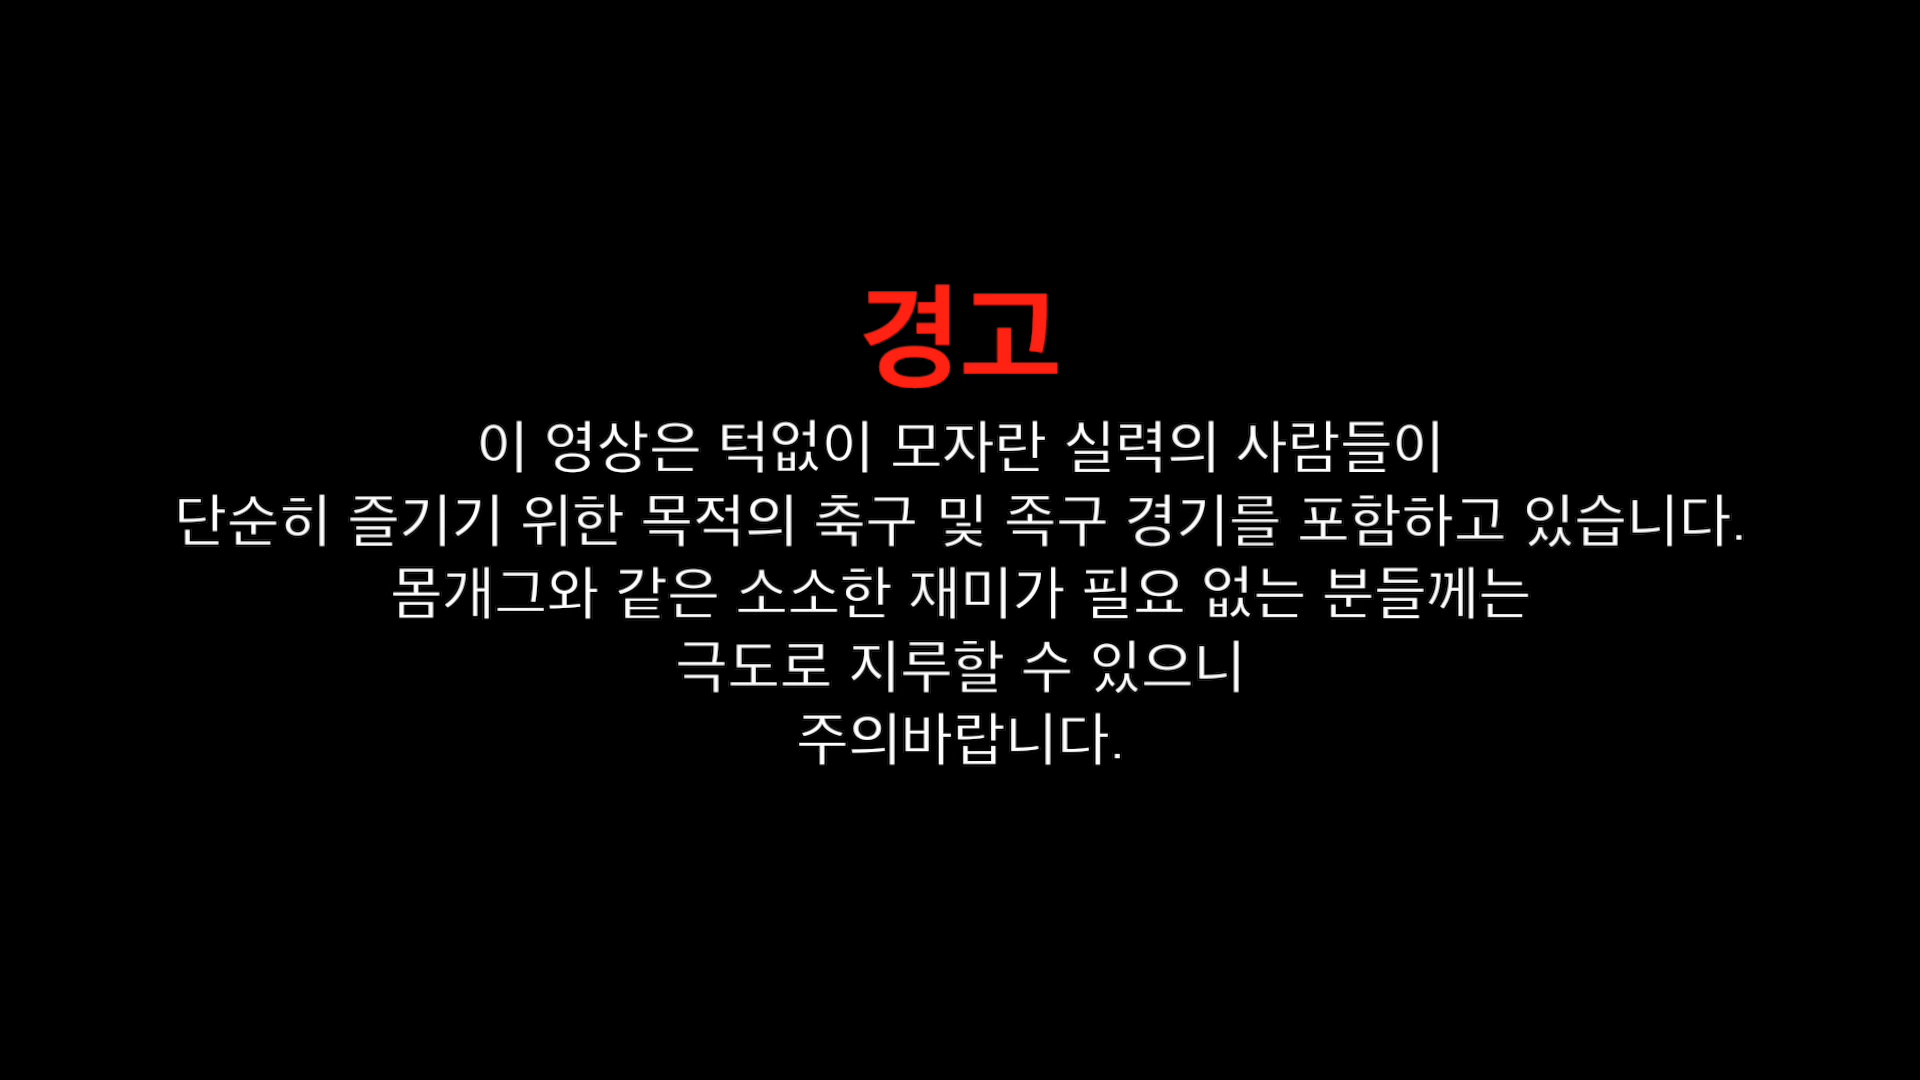 경고
이 영상은 턱없이 모자란 실력의 사람들이
단순히 즐기기 위한 목적의 축구 및 족구 경기를 포함하고 있습니다.
몸개그와 같은 소소한 재미가 필요 없는 분들께는
극도로 지루할 수 있으니
주의바랍니다.